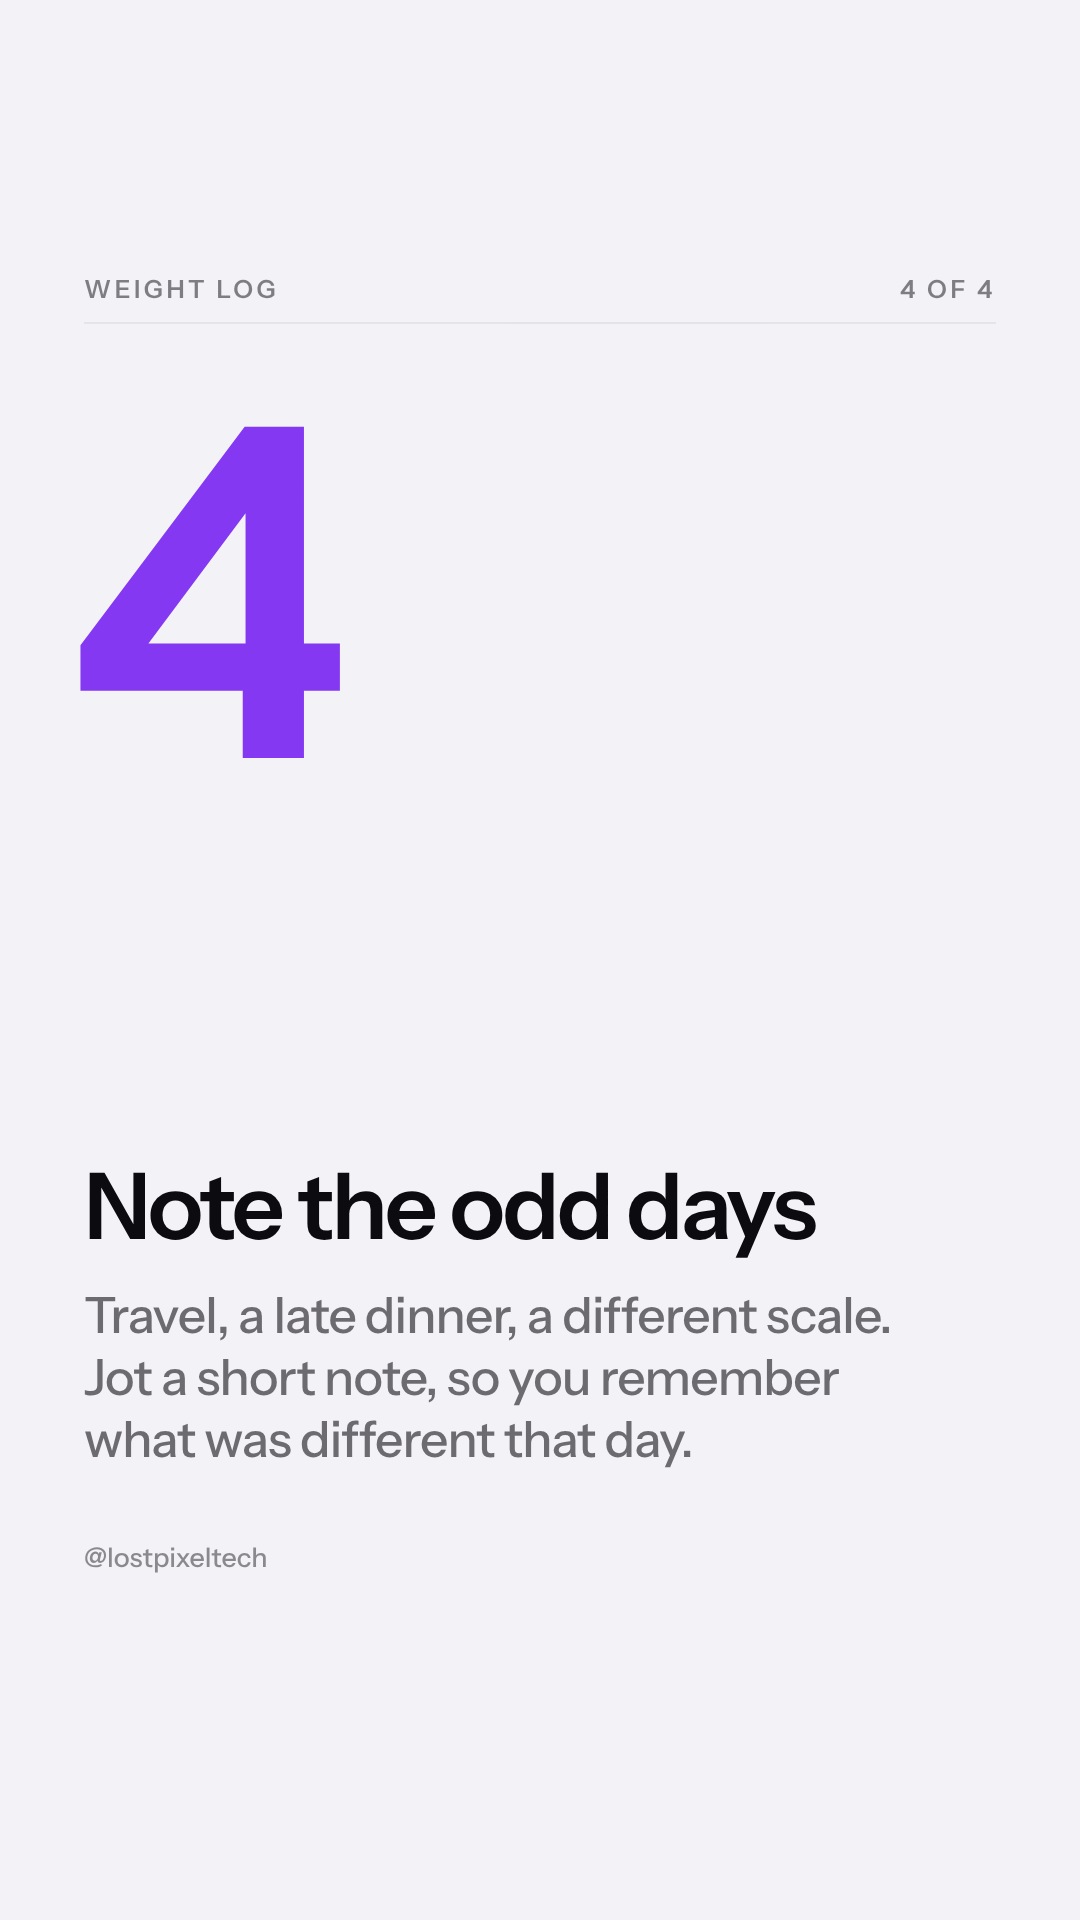 WEIGHT LOG
4 OF 4
4
Note the odd days
Travel, a late dinner, a different scale.
Jot a short note, so you remember
what was different that day.
@lostpixeltech